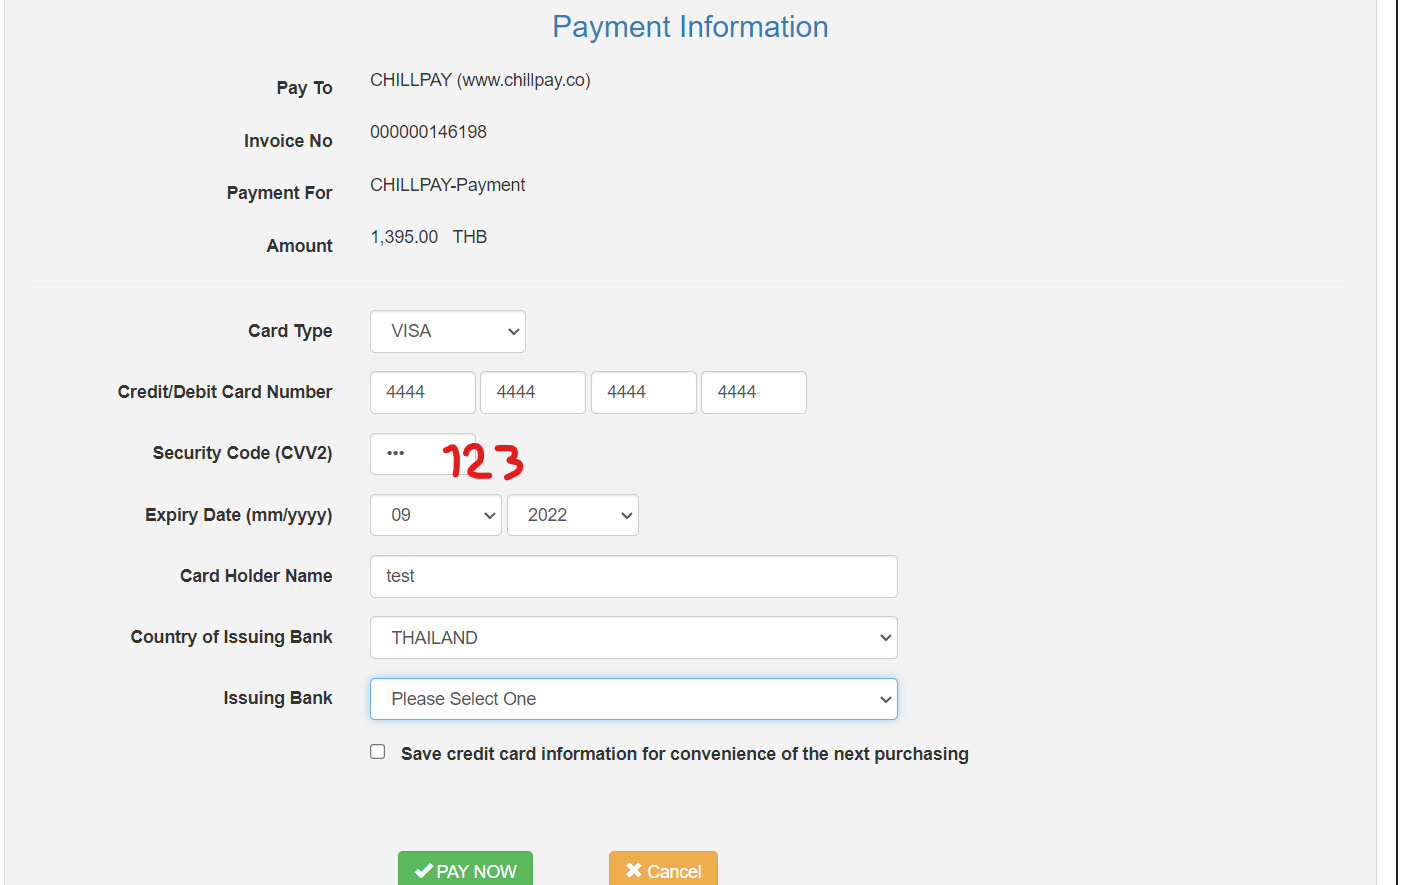 Payment Information
Pay To CHILLPAY (www.chillpay.co)
Invoice No 000000146198
Payment For CHILLPAY-Payment
Amount 1,395.00 THB
Card Type VISA
Credit/Debit Card Number 4444 4444 4444 4444
Security Code (CVV2) ••• 123
Expiry Date (mm/yyyy) 09 2022
Card Holder Name test
Country of Issuing Bank THAILAND
Issuing Bank Please Select One
Save credit card information for convenience of the next purchasing
PAY NOW Cancel